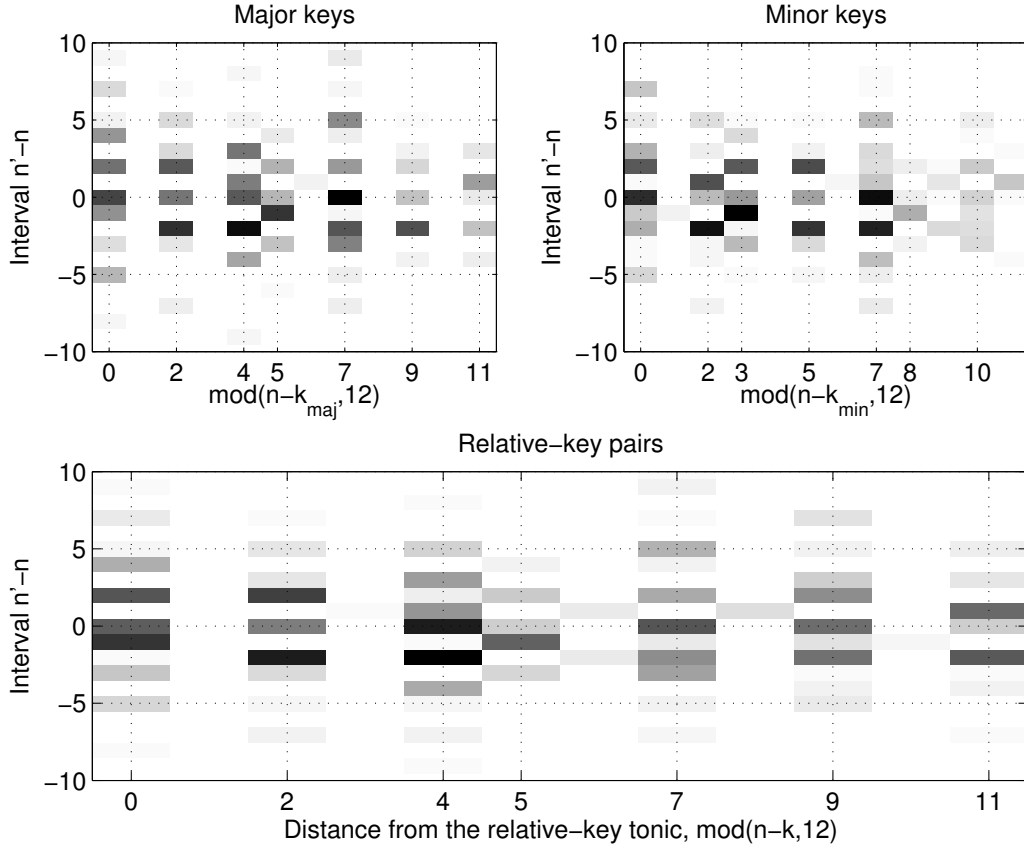 Major keys
10
5
0
−5
−10
Interval n'−n
0 2 4 5 7 9 11
mod(n−k_maj,12)
Minor keys
10
5
0
−5
−10
Interval n'−n
0 2 3 5 7 8 10
mod(n−k_min,12)
Relative−key pairs
10
5
0
−5
−10
Interval n'−n
0 2 4 5 7 9 11
Distance from the relative−key tonic, mod(n−k,12)